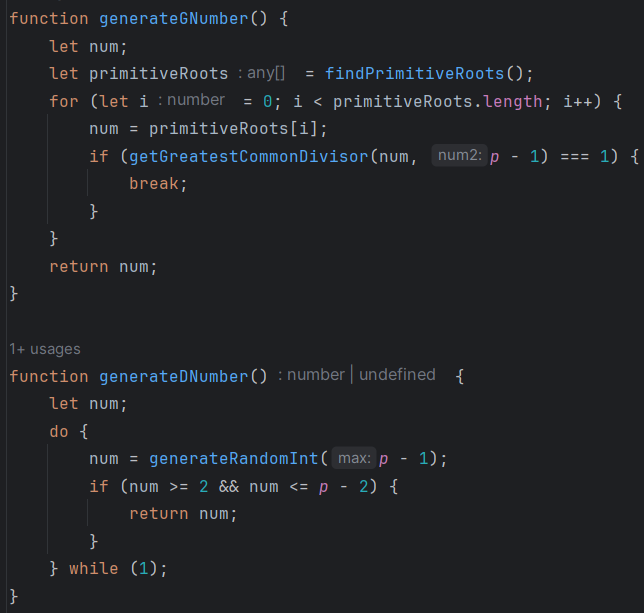 function generateGNumber() {
    let num;
    let primitiveRoots : any[] = findPrimitiveRoots();
    for (let i : number = 0; i < primitiveRoots.length; i++) {
        num = primitiveRoots[i];
        if (getGreatestCommonDivisor(num, num2: p - 1) === 1) {
            break;
        }
    }
    return num;
}
1+ usages
function generateDNumber() : number | undefined {
    let num;
    do {
        num = generateRandomInt( max: p - 1);
        if (num >= 2 && num <= p - 2) {
            return num;
        }
    } while (1);
}